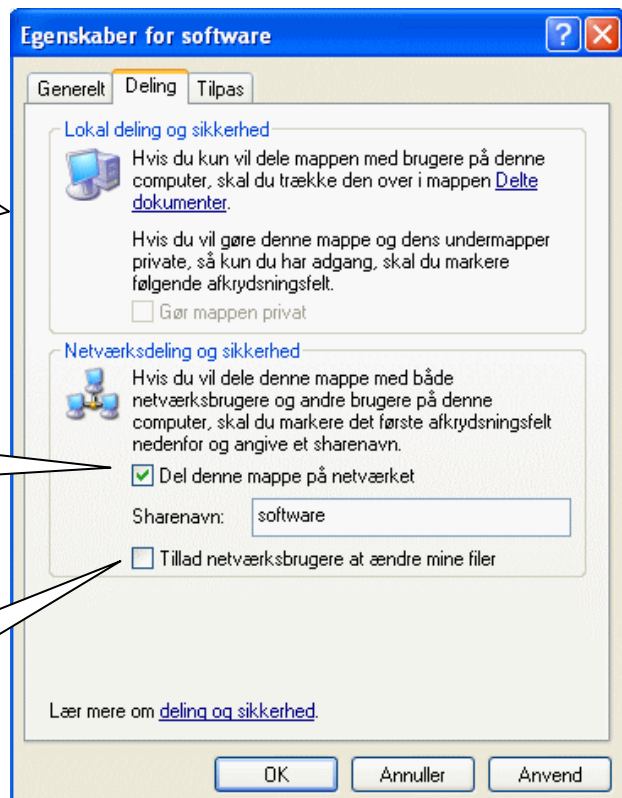 Egenskaber for software
Generelt Deling Tilpas
Lokal deling og sikkerhed
Hvis du kun vil dele mappen med brugere på denne
computer, skal du trække den over i mappen Delte
dokumenter.
Hvis du vil gøre denne mappe og dens undermapper
private, så kun du har adgang, skal du markere
følgende afkrydsningsfelt.
Gør mappen privat
Netværksdeling og sikkerhed
Hvis du vil dele denne mappe med både
netværksbrugere og andre brugere på denne
computer, skal du markere det første afkrydsningsfelt
nedenfor og angive et sharenavn.
Del denne mappe på netværket
Sharenavn: software
Tillad netværksbrugere at ændre mine filer
Lær mere om deling og sikkerhed.
OK Annuller Anvend